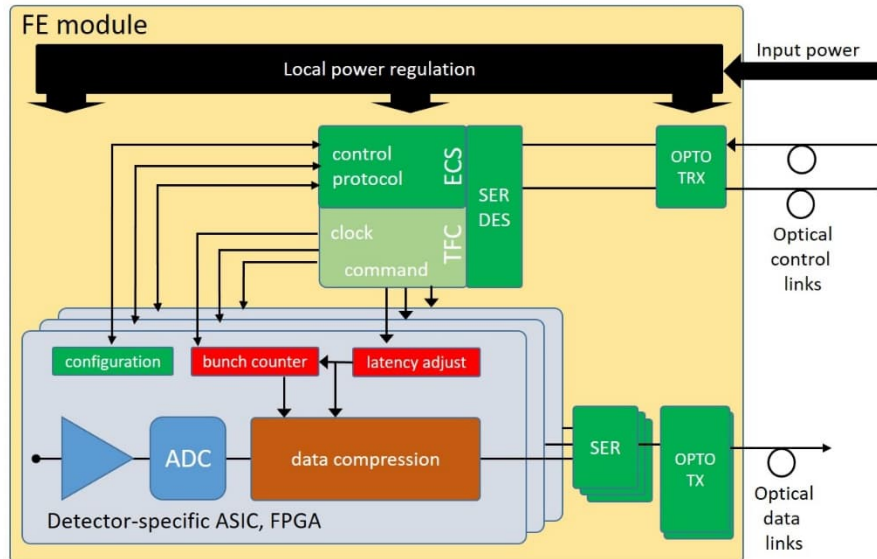 FE module
Input power
Local power regulation
control
protocol
ECS
SER
DES
OPTO
TRX
clock
command
TFC
Optical
control
links
configuration
bunch counter
latency adjust
ADC
data compression
SER
OPTO
TX
Detector-specific ASIC, FPGA
Optical
data
links